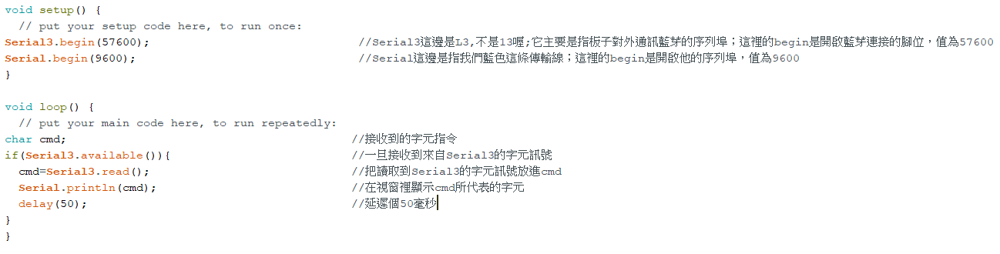 void setup() {
  // put your setup code here, to run once:
Serial3.begin(57600); //Serial3這邊是L3,不是13喔;它主要是指板子對外通訊藍芽的序列埠；這裡的begin是開啟藍芽連接的腳位，值為57600
Serial.begin(9600); //Serial這邊是指我們藍色這條傳輸線；這裡的begin是開啟他的序列埠，值為9600
}
void loop() {
  // put your main code here, to run repeatedly:
char cmd; //接收到的字元指令
if(Serial3.available()){ //一旦接收到來自Serial3的字元訊號
  cmd=Serial3.read(); //把讀取到Serial3的字元訊號放進cmd
  Serial.println(cmd); //在視窗裡顯示cmd所代表的字元
  delay(50); //延遲個50毫秒
}
}